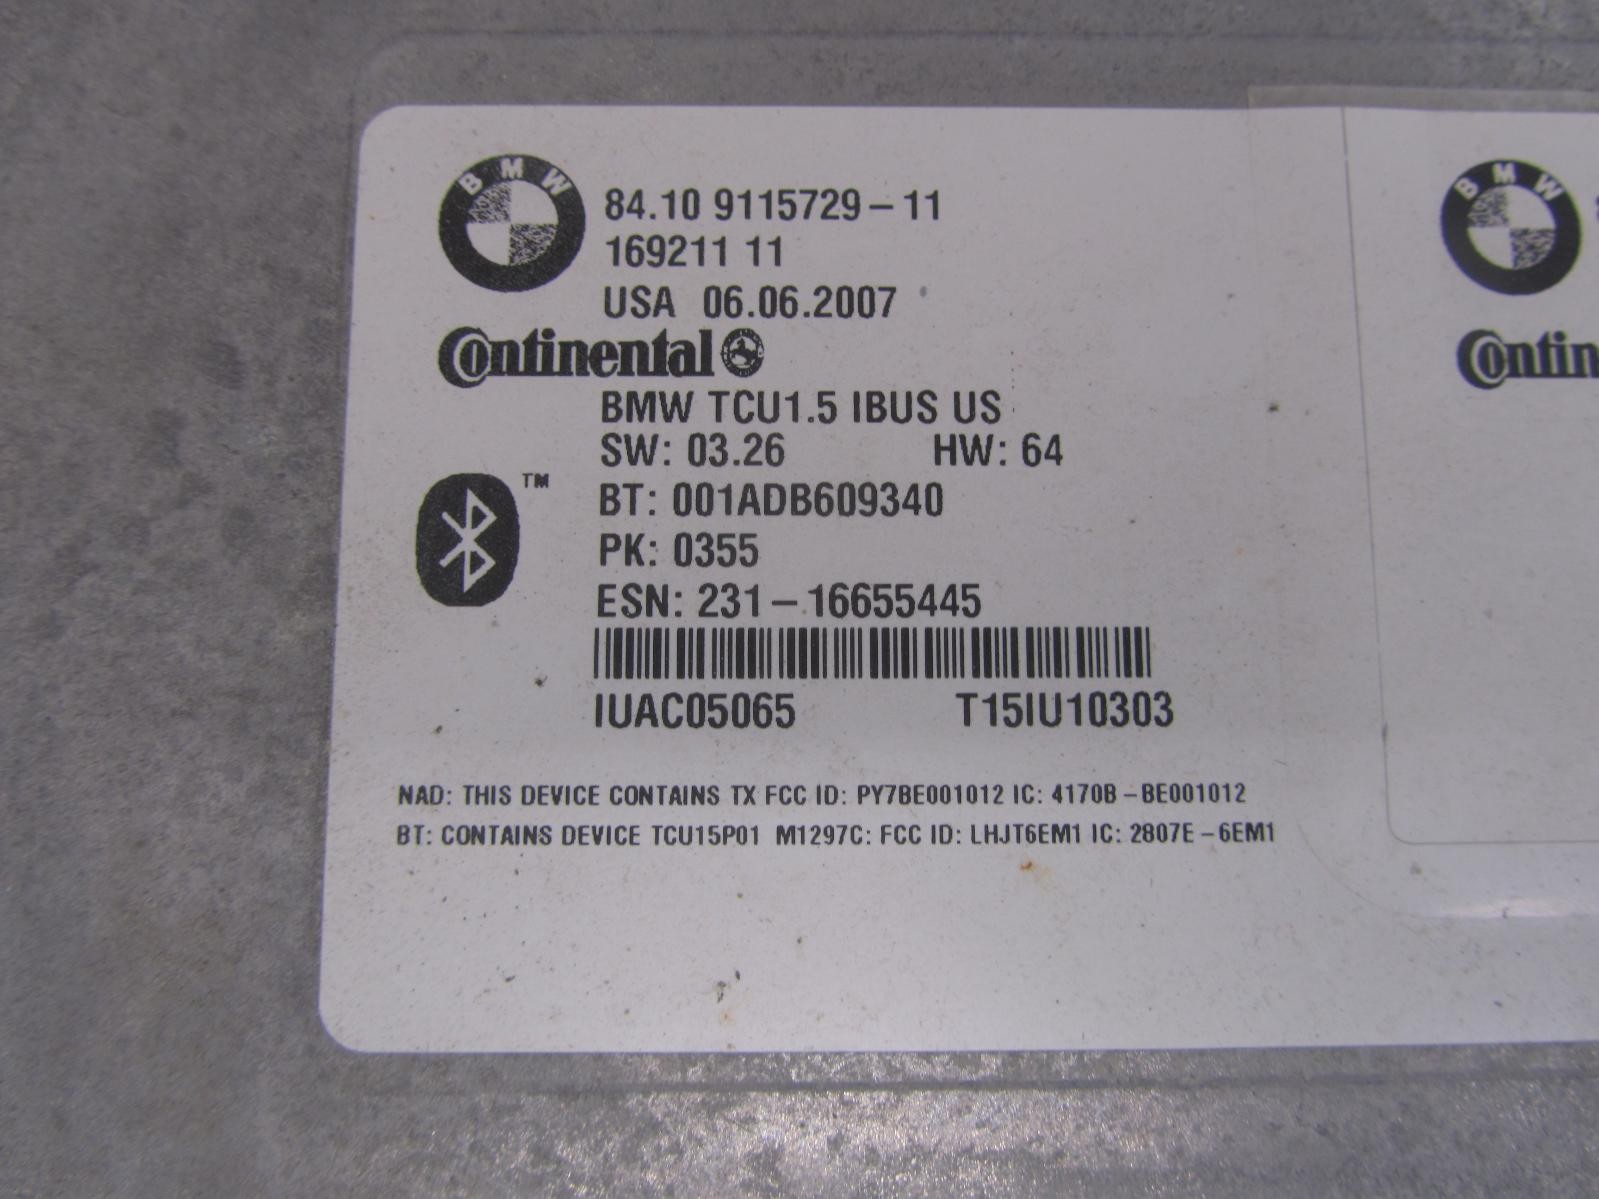 BMW
84.10 9115729-11
169211 11
USA 06.06.2007
Continental
BMW TCU1.5 IBUS US
SW: 03.26 HW: 64
TM
BT: 001ADB609340
PK: 0355
ESN: 231-16655445
IUAC05065 T15IU10303
NAD: THIS DEVICE CONTAINS TX FCC ID: PY7BE001012 IC: 4170B-BE001012
BT: CONTAINS DEVICE TCU15P01 M1297C: FCC ID: LHJT6EM1 IC: 2807E-6EM1
BMW
Contin